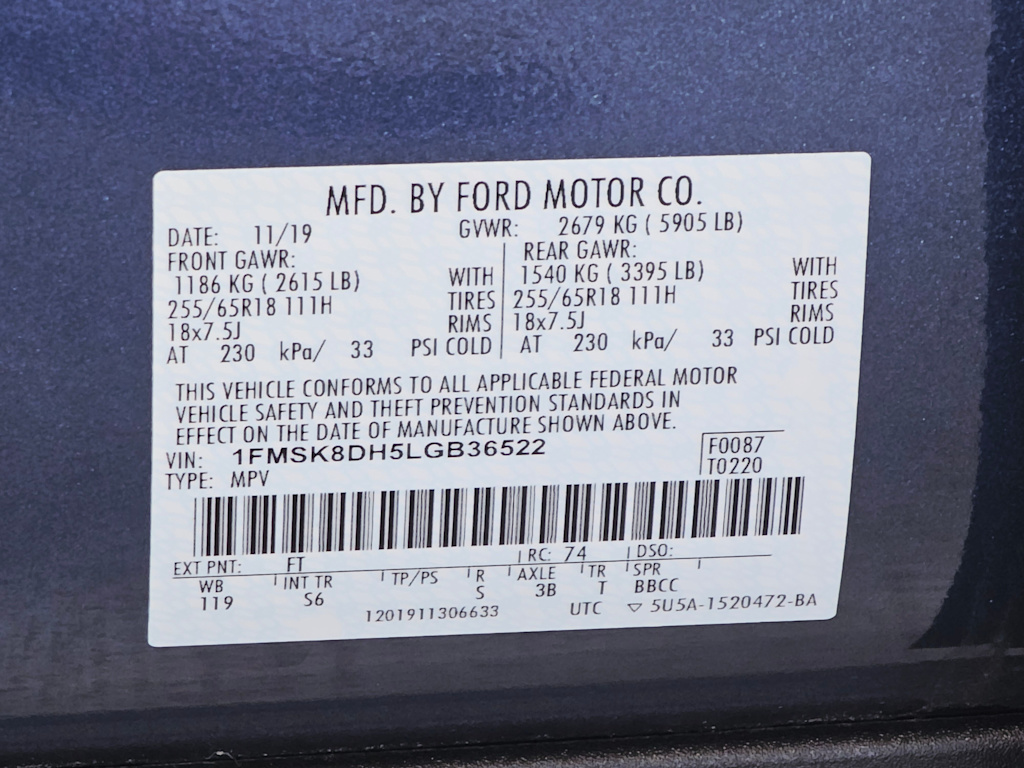 MFD. BY FORD MOTOR CO.
DATE: 11/19 GVWR: 2679 KG ( 5905 LB)
FRONT GAWR: REAR GAWR:
1186 KG ( 2615 LB) WITH 1540 KG ( 3395 LB) WITH
255/65R18 111H TIRES 255/65R18 111H TIRES
18x7.5J RIMS 18x7.5J RIMS
AT 230 kPa/ 33 PSI COLD AT 230 kPa/ 33 PSI COLD
THIS VEHICLE CONFORMS TO ALL APPLICABLE FEDERAL MOTOR
VEHICLE SAFETY AND THEFT PREVENTION STANDARDS IN
EFFECT ON THE DATE OF MANUFACTURE SHOWN ABOVE.
VIN: 1FMSK8DH5LGB36522 F0087
TYPE: MPV T0220
EXT PNT: FT RC: 74 DSO:
WB INT TR TP/PS R AXLE TR SPR
119 S6 S 3B T BBCC
1201911306633 UTC ▽ 5U5A-1520472-BA